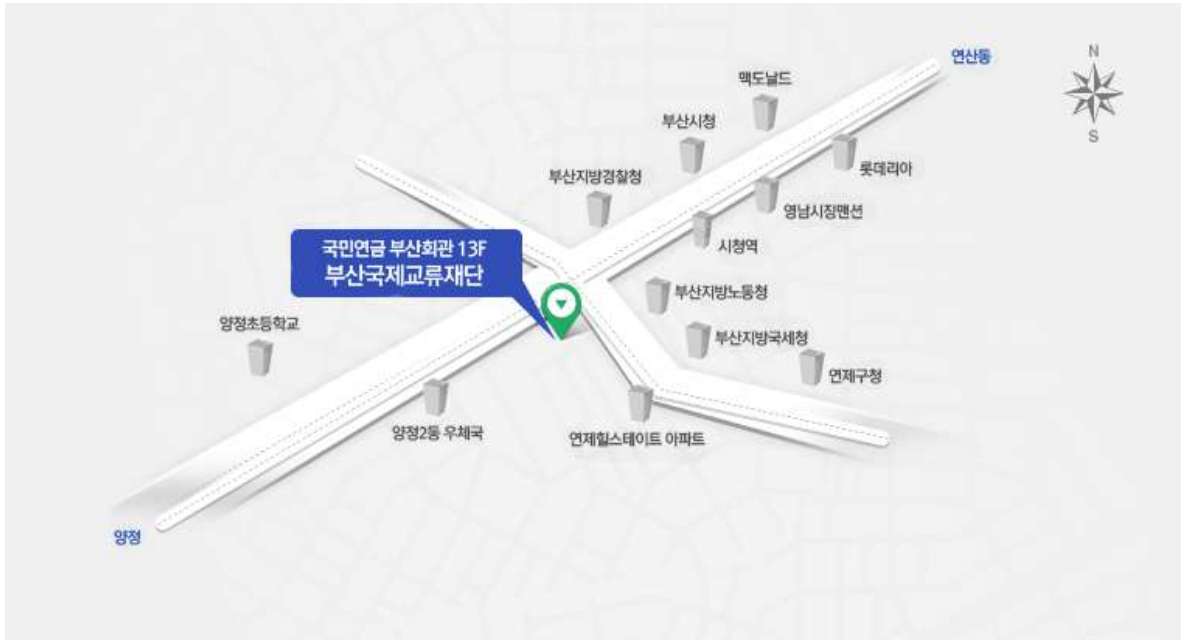 연산동
N
맥도날드
S
부산시청
롯데리아
부산지방경찰청
영남시장맨션
시청역
국민연금 부산회관 13F
부산국제교류재단
부산지방노동청
양정초등학교
부산지방국세청
연제구청
양정2동 우체국
연제힐스테이트 아파트
양정